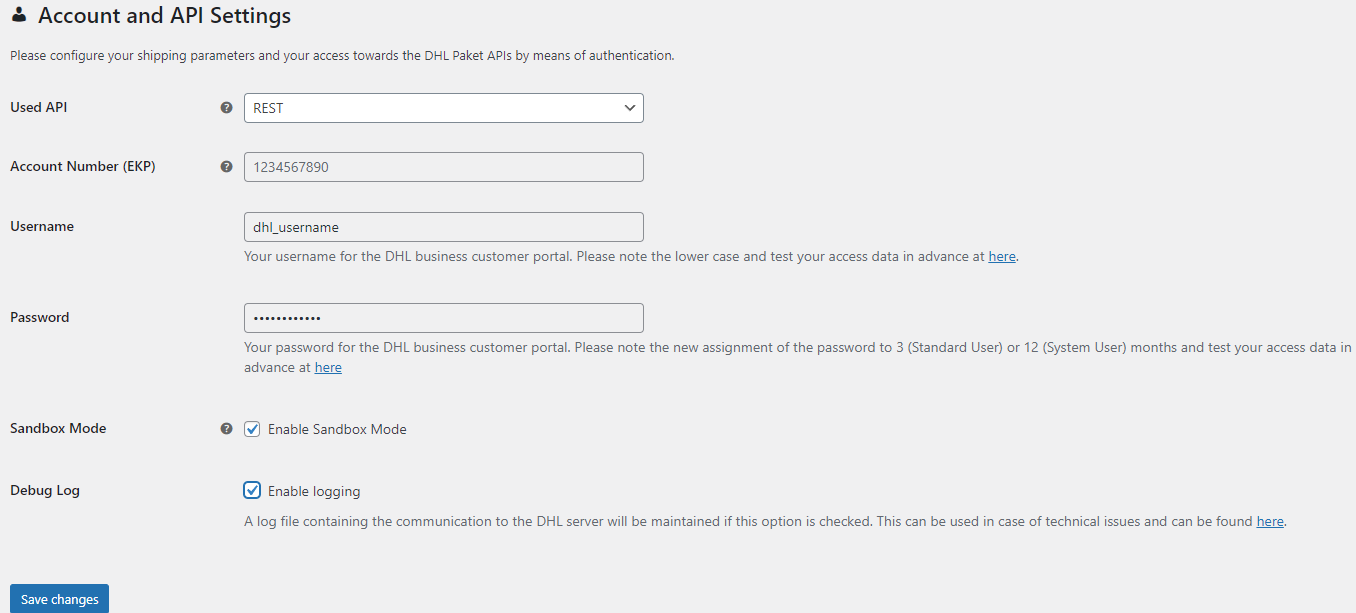 Account and API Settings
Please configure your shipping parameters and your access towards the DHL Paket APIs by means of authentication.
Used API ? REST
Account Number (EKP) ? 1234567890
Username dhl_username
Your username for the DHL business customer portal. Please note the lower case and test your access data in advance at here.
Password ••••••••••••
Your password for the DHL business customer portal. Please note the new assignment of the password to 3 (Standard User) or 12 (System User) months and test your access data in
advance at here
Sandbox Mode ? Enable Sandbox Mode
Debug Log Enable logging
A log file containing the communication to the DHL server will be maintained if this option is checked. This can be used in case of technical issues and can be found here.
Save changes